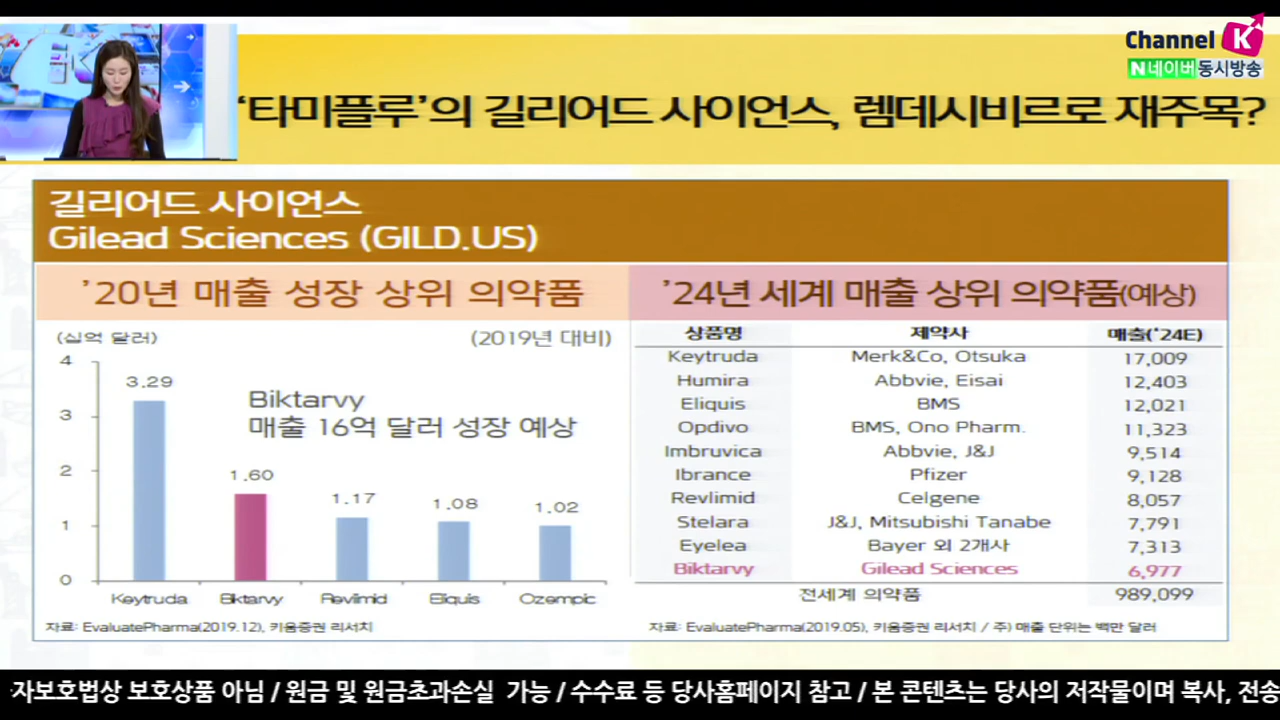 Channel K
N 네이버 동시방송
‘타미플루’의 길리어드 사이언스, 렘데시비르로 재주목?
길리어드 사이언스
Gilead Sciences (GILD.US)
’20년 매출 성장 상위 의약품
(십억 달러)
(2019년 대비)
4
3
2
1
0
3.29
1.60
1.17
1.08
1.02
Biktarvy
매출 16억 달러 성장 예상
Keytruda Biktarvy Revlimid Eliquis Ozempic
자료: EvaluatePharma(2019.12), 키움증권 리서치
’24년 세계 매출 상위 의약품(예상)
상품명 제약사 매출(‘24E)
Keytruda Merk&Co, Otsuka 17,009
Humira Abbvie, Eisai 12,403
Eliquis BMS 12,021
Opdivo BMS, Ono Pharm. 11,323
Imbruvica Abbvie, J&J 9,514
Ibrance Pfizer 9,128
Revlimid Celgene 8,057
Stelara J&J, Mitsubishi Tanabe 7,791
Eyelea Bayer 외 2개사 7,313
Biktarvy Gilead Sciences 6,977
전세계 의약품 989,099
자료: EvaluatePharma(2019.05), 키움증권 리서치 / 주) 매출 단위는 백만 달러
자보호법상 보호상품 아님 / 원금 및 원금초과손실 가능 / 수수료 등 당사홈페이지 참고 / 본 콘텐츠는 당사의 저작물이며 복사, 전송